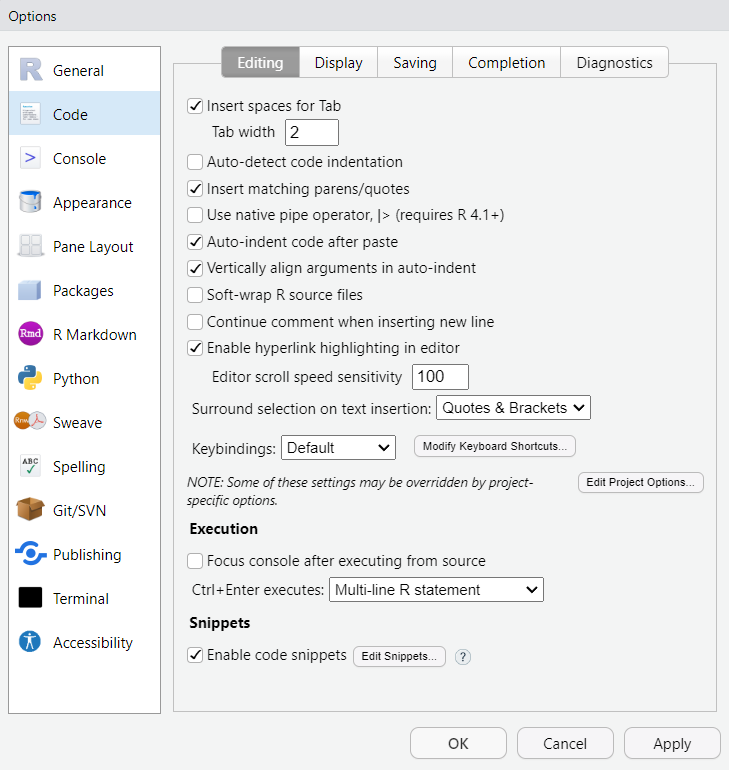 Options
General
Code
Console
Appearance
Pane Layout
Packages
Rmd R Markdown
Python
Rnw Sweave
ABC Spelling
Git/SVN
Publishing
Terminal
Accessibility
Editing Display Saving Completion Diagnostics
Insert spaces for Tab
Tab width 2
Auto-detect code indentation
Insert matching parens/quotes
Use native pipe operator, |> (requires R 4.1+)
Auto-indent code after paste
Vertically align arguments in auto-indent
Soft-wrap R source files
Continue comment when inserting new line
Enable hyperlink highlighting in editor
Editor scroll speed sensitivity 100
Surround selection on text insertion: Quotes & Brackets
Keybindings: Default Modify Keyboard Shortcuts...
NOTE: Some of these settings may be overridden by project-
specific options.
Edit Project Options...
Execution
Focus console after executing from source
Ctrl+Enter executes: Multi-line R statement
Snippets
Enable code snippets Edit Snippets... ?
OK Cancel Apply